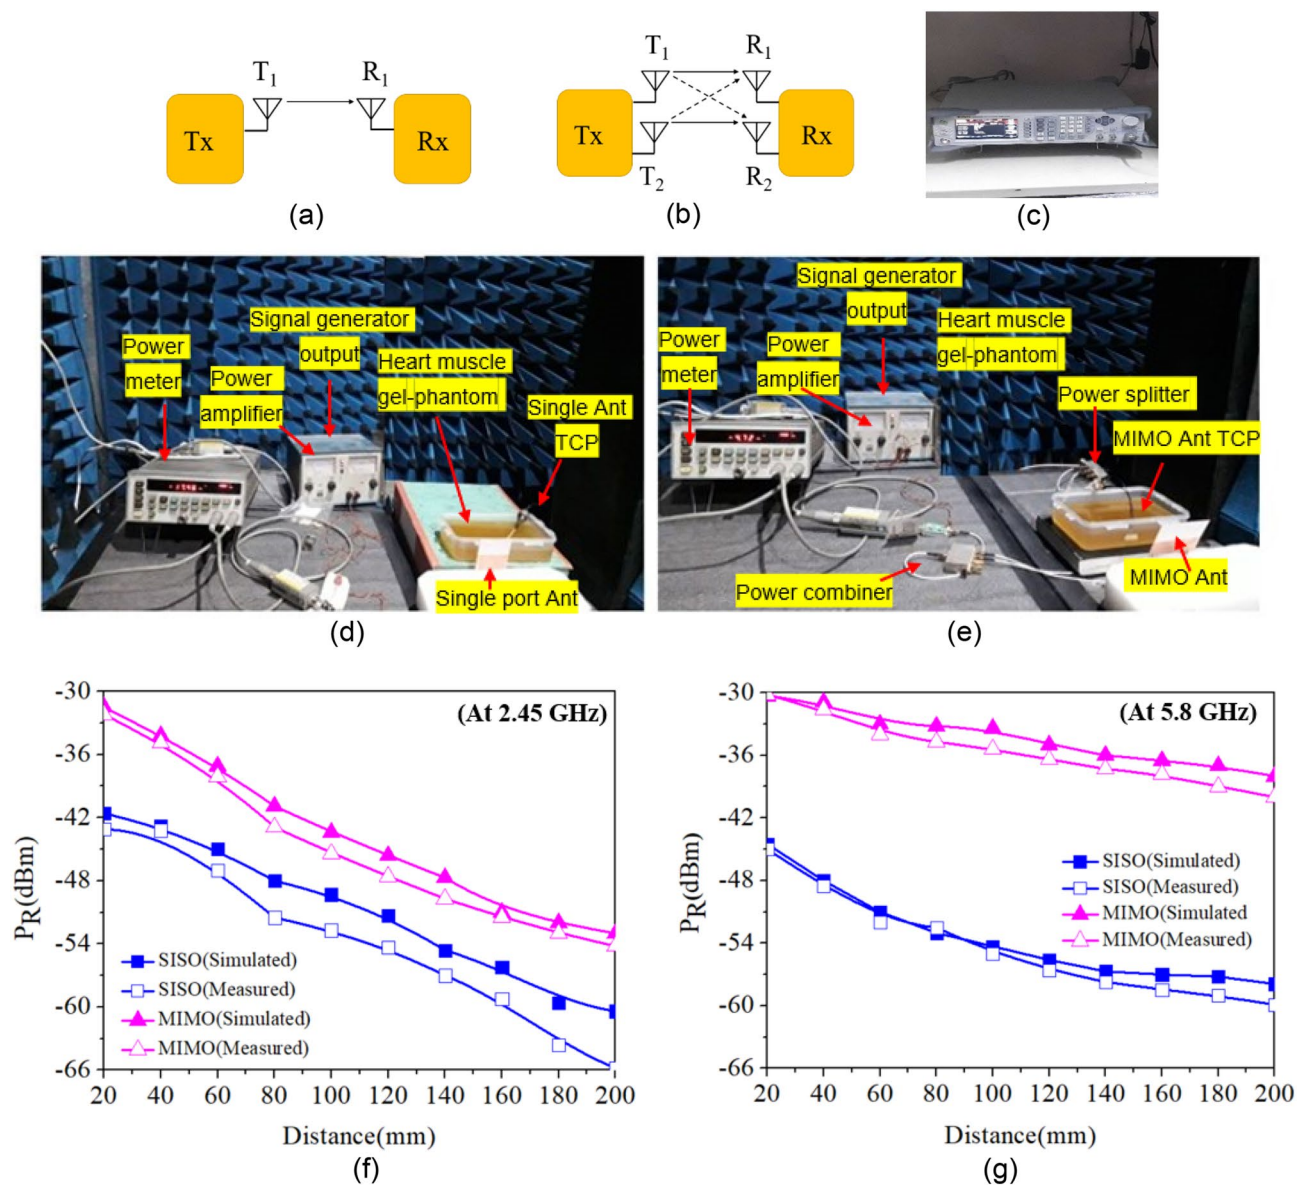 T1 R1
Tx Rx
(a)
T1 R1
Tx Rx
T2 R2
(b)
(c)
Power
meter
Power
amplifier
Signal generator
output
Heart muscle
gel-phantom
Single Ant
TCP
Single port Ant
(d)
Power
meter
Power
amplifier
Signal generator
output
Heart muscle
gel-phantom
Power splitter
MIMO Ant TCP
MIMO Ant
Power combiner
(e)
(At 2.45 GHz)
PR(dBm)
-30
-36
-42
-48
-54
-60
-66
SISO(Simulated)
SISO(Measured)
MIMO(Simulated)
MIMO(Measured)
20 40 60 80 100 120 140 160 180 200
Distance(mm)
(f)
(At 5.8 GHz)
PR(dBm)
-30
-36
-42
-48
-54
-60
-66
SISO(Simulated)
SISO(Measured)
MIMO(Simulated
MIMO(Measured)
20 40 60 80 100 120 140 160 180 200
Distance(mm)
(g)